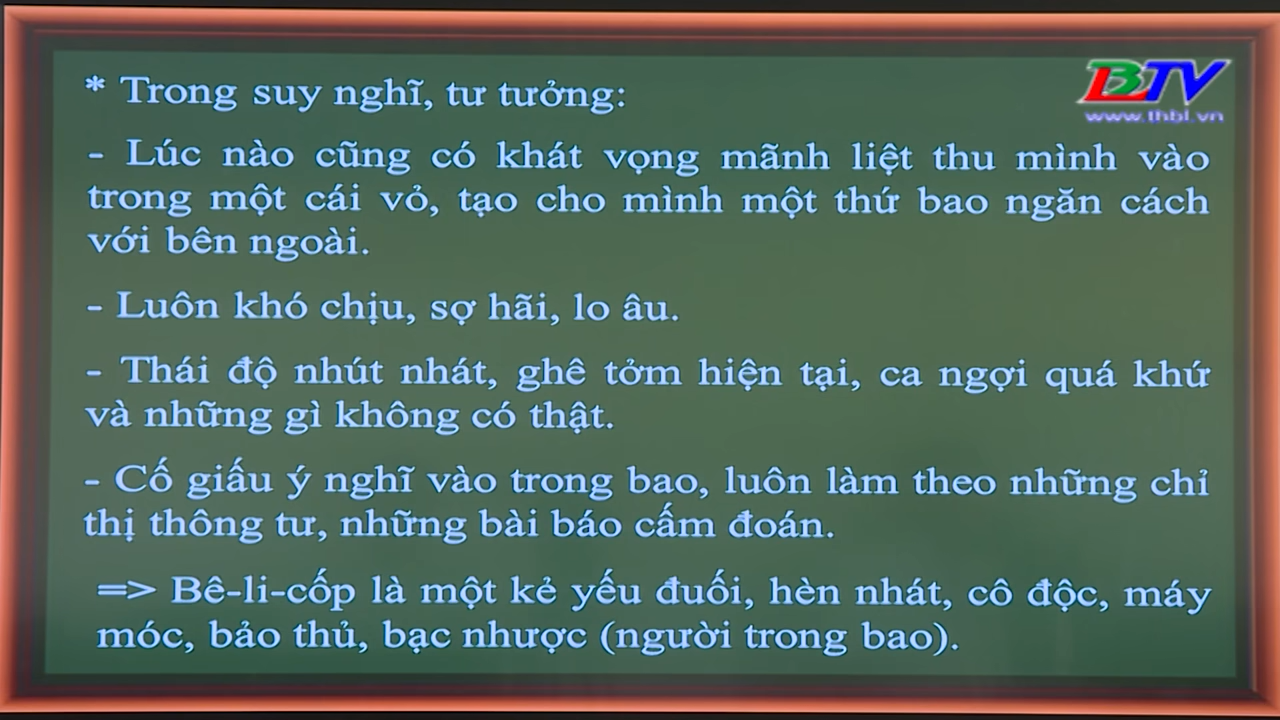 * Trong suy nghĩ, tư tưởng:
BTV
www.thbl.vn
- Lúc nào cũng có khát vọng mãnh liệt thu mình vào
trong một cái vỏ, tạo cho mình một thứ bao ngăn cách
với bên ngoài.
- Luôn khó chịu, sợ hãi, lo âu.
- Thái độ nhút nhát, ghê tởm hiện tại, ca ngợi quá khứ
và những gì không có thật.
- Cố giấu ý nghĩ vào trong bao, luôn làm theo những chỉ
thị thông tư, những bài báo cấm đoán.
=> Bê-li-cốp là một kẻ yếu đuối, hèn nhát, cô độc, máy
móc, bảo thủ, bạc nhược (người trong bao).